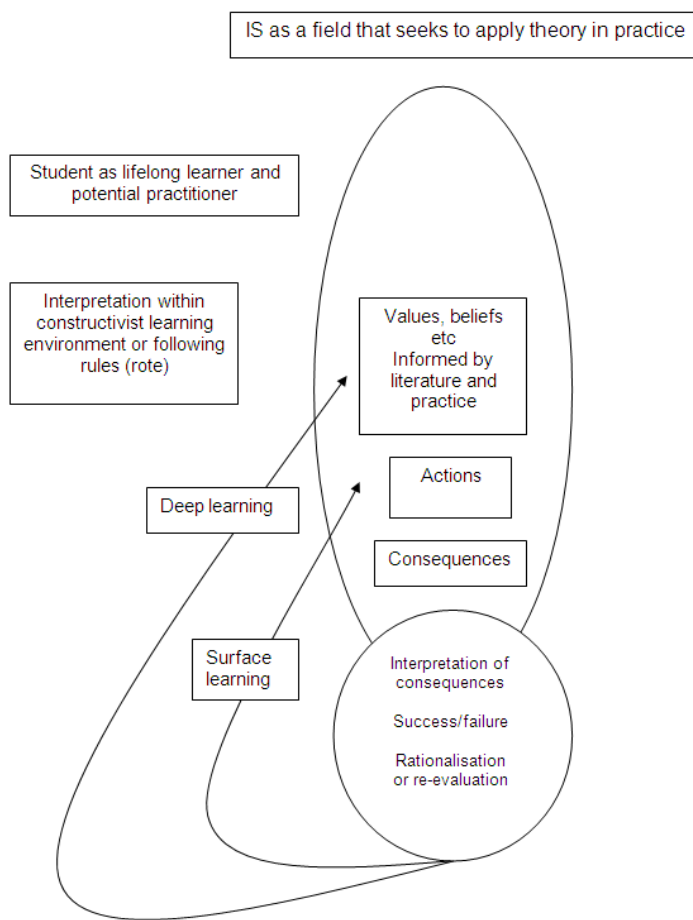 IS as a field that seeks to apply theory in practice
Student as lifelong learner and
potential practitioner
Interpretation within
constructivist learning
environment or following
rules (rote)
Values, beliefs
etc
Informed by
literature and
practice
Deep learning
Actions
Consequences
Surface
learning
Interpretation of
consequences
Success/failure
Rationalisation
or re-evaluation